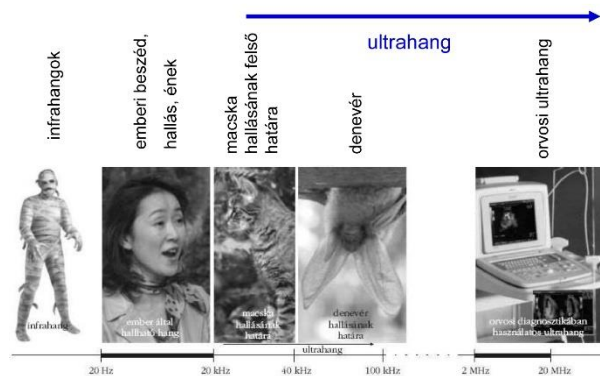 ultrahang
infrahangok
emberi beszéd,
hallás, ének
macska
hallásának felső
határa
denevér
orvosi ultrahang
infrahang
ember által
hallható hang
macska
hallásának
határa
denevér
hallásának
határa
orvosi diagnosztikában
használatos ultrahang
ultrahang
20 Hz
20 kHz
40 kHz
100 kHz
2 MHz
20 MHz